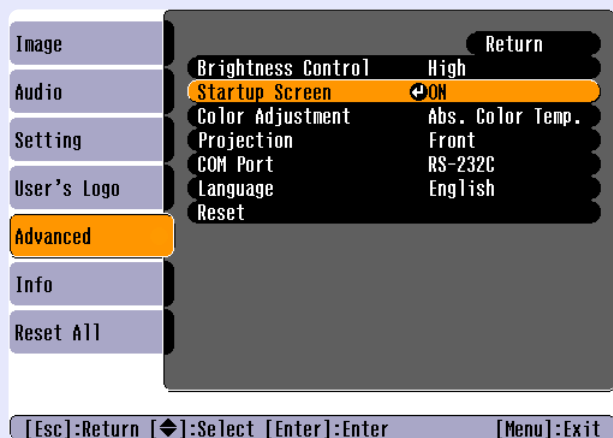 Image
Audio
Setting
User's Logo
Advanced
Info
Reset All
Return
Brightness Control High
Startup Screen ON
Color Adjustment Abs. Color Temp.
Projection Front
COM Port RS-232C
Language English
Reset
[Esc]:Return [◆]:Select [Enter]:Enter [Menu]:Exit